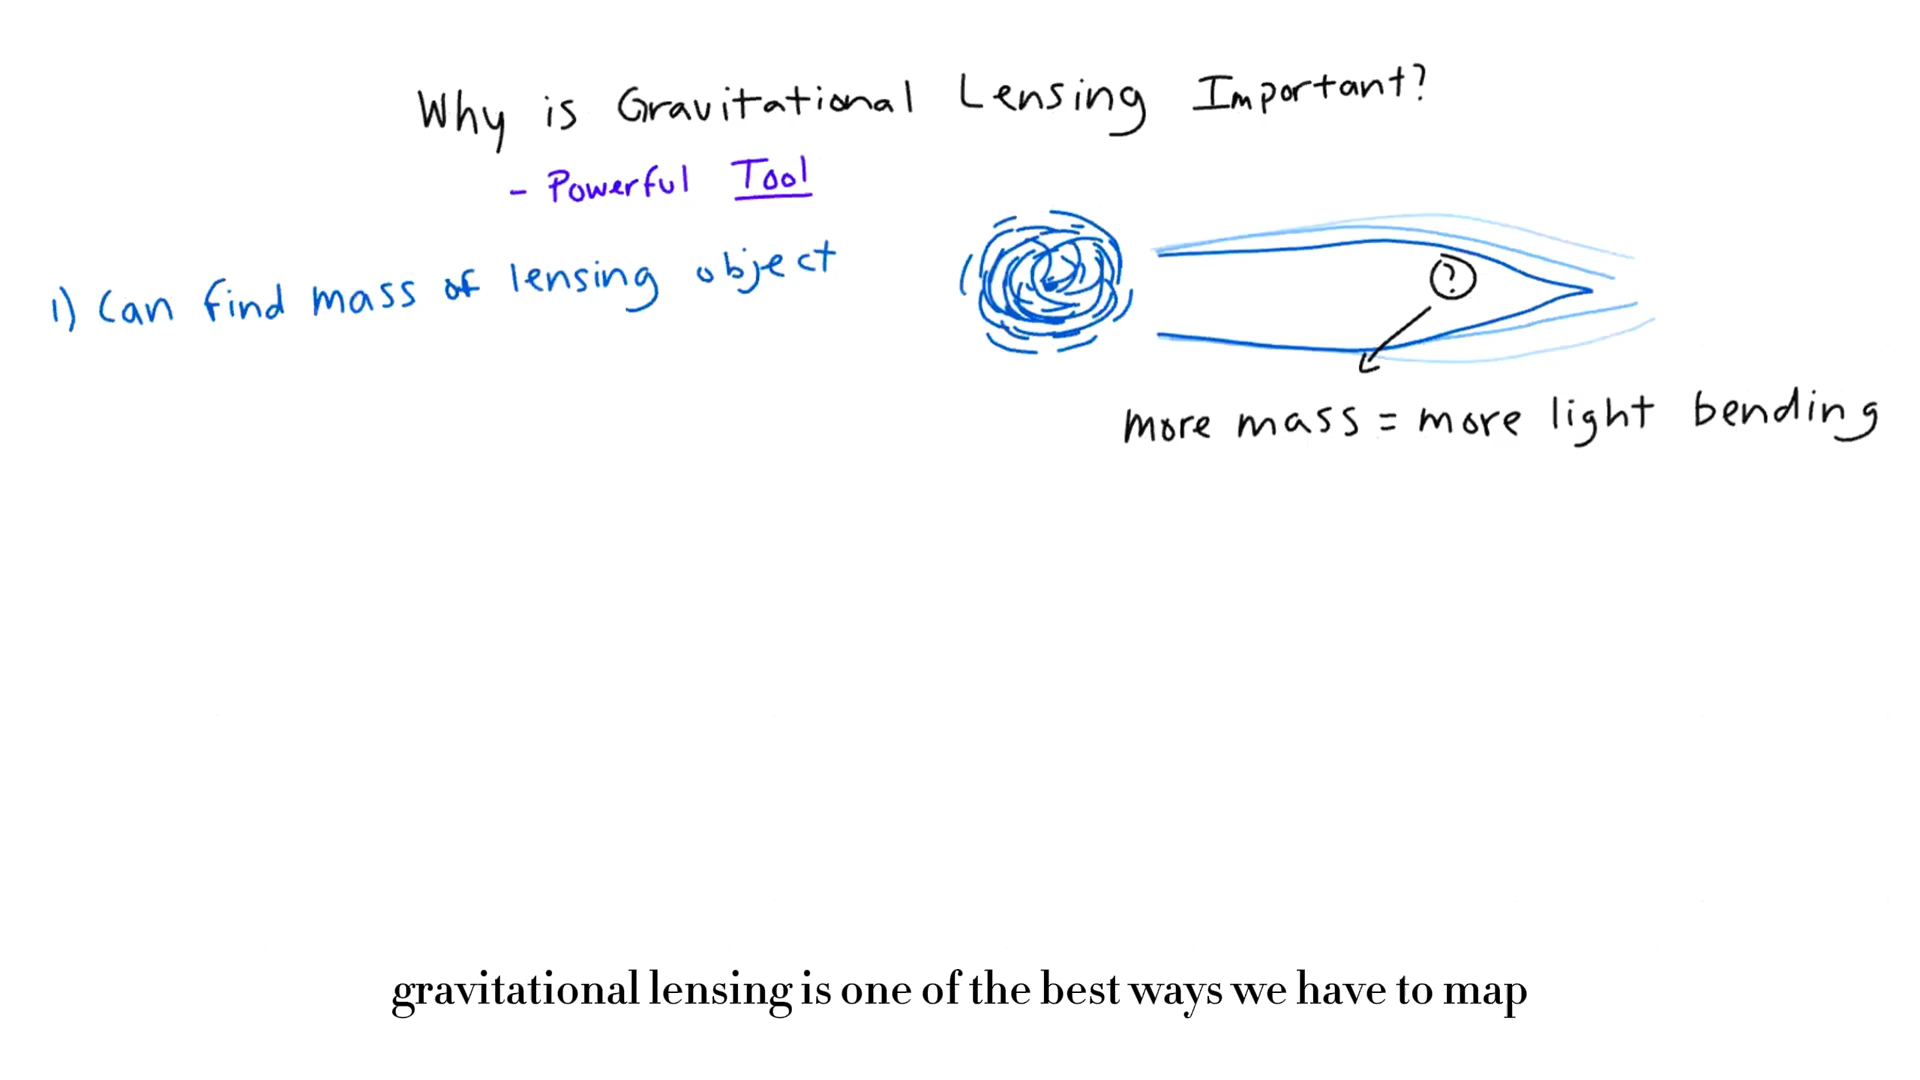 Why is Gravitational Lensing Important?
- Powerful Tool
1) Can find mass of lensing object
?
more mass = more light bending
gravitational lensing is one of the best ways we have to map